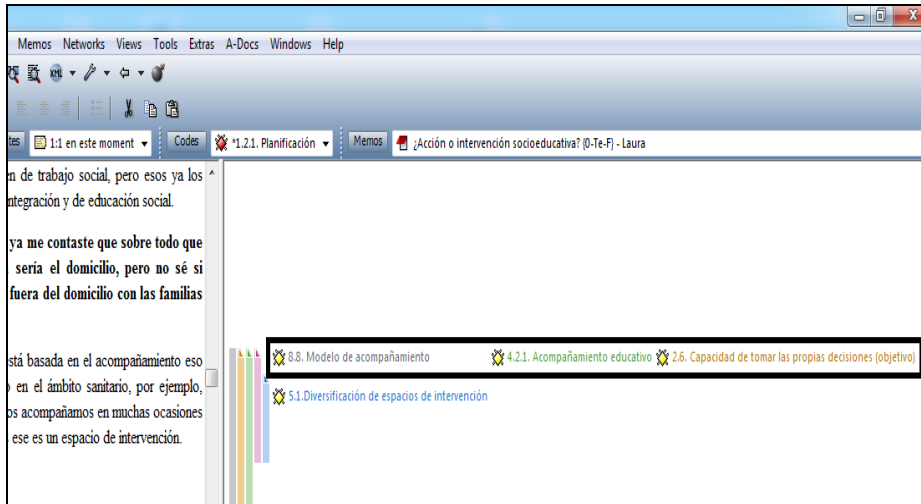 Memos Networks Views Tools Extras A-Docs Windows Help
XML
tes 1:1 en este moment Codes *1.2.1. Planificación Memos ¿Acción o intervención socioeducativa? {0-Te-F} - Laura
en de trabajo social, pero esos ya los
ntegración y de educación social.
ya me contaste que sobre todo que
sería el domicilio, pero no sé si
fuera del domicilio con las familias
stá basada en el acompañamiento eso
o en el ámbito sanitario, por ejemplo,
os acompañamos en muchas ocasiones
ese es un espacio de intervención.
8.8. Modelo de acompañamiento 4.2.1. Acompañamiento educativo 2.6. Capacidad de tomar las propias decisiones (objetivo)
5.1.Diversificación de espacios de intervención